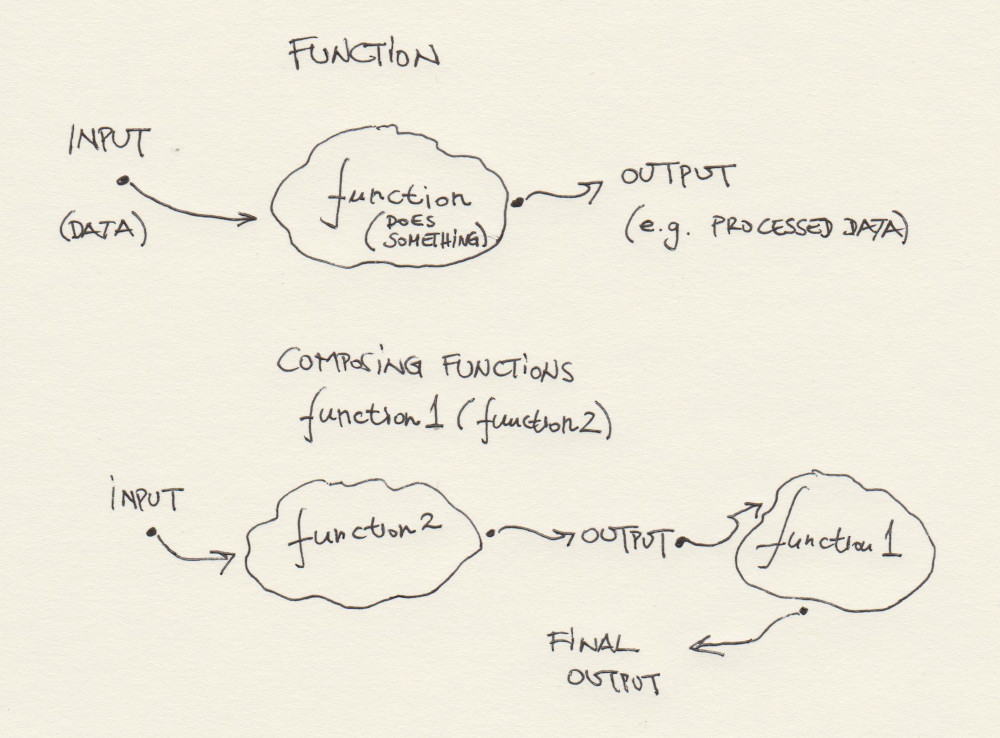 FUNCTION
INPUT
(DATA)
function
(DOES
SOMETHING)
OUTPUT
(e.g. PROCESSED DATA)
COMPOSING FUNCTIONS
function1 (function2)
INPUT
function2
OUTPUT
function1
FINAL
OUTPUT